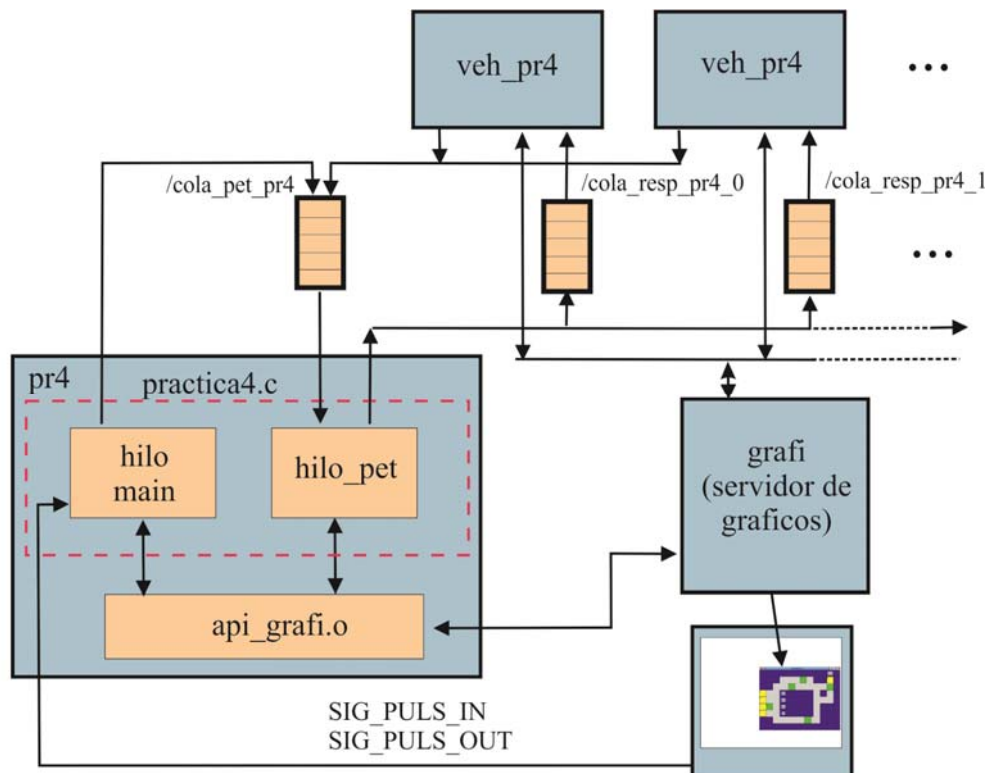 veh_pr4
veh_pr4
...
/cola_pet_pr4
/cola_resp_pr4_0
/cola_resp_pr4_1
...
pr4
practica4.c
hilo
main
hilo_pet
grafi
(servidor de
graficos)
api_grafi.o
SIG_PULS_IN
SIG_PULS_OUT